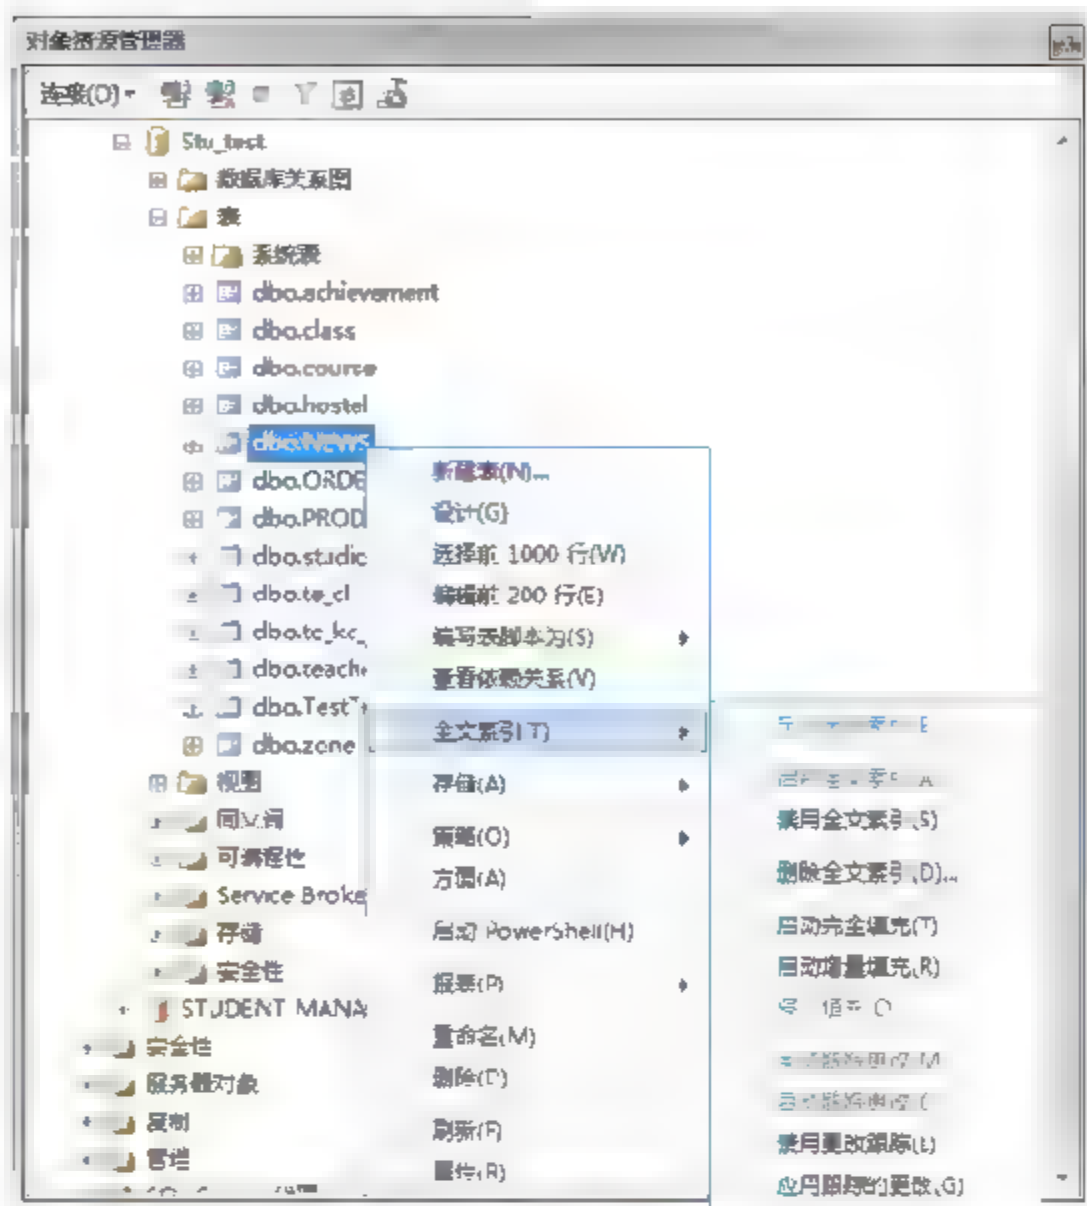 对象资源管理器
连接(O)
Stu_test
数据库关系图
表
系统表
dbo.achievement
dbo.class
dbo.course
dbo.hostel
dbo.NEWS
dbo.ORDE
dbo.PROD
dbo.studic
dbo.te_cl
dbo.te_kc_
dbo.teache
dbo.TestTe
dbo.zone
视图
同义词
可编程性
Service Broke
存储
安全性
STUDENT MANA
安全性
服务器对象
复制
管理
新建表(N)...
设计(G)
选择前 1000 行(W)
编辑前 200 行(E)
编写表脚本为(S)
查看依赖关系(V)
全文索引(T)
存储(A)
策略(O)
方面(A)
启动 PowerShell(H)
报表(P)
重命名(M)
删除(D)
刷新(F)
属性(R)
禁用全文索引(S)
删除全文索引(D)...
启动完全填充(T)
启动增量填充(R)
禁用更改跟踪(L)
应用跟踪的更改(G)